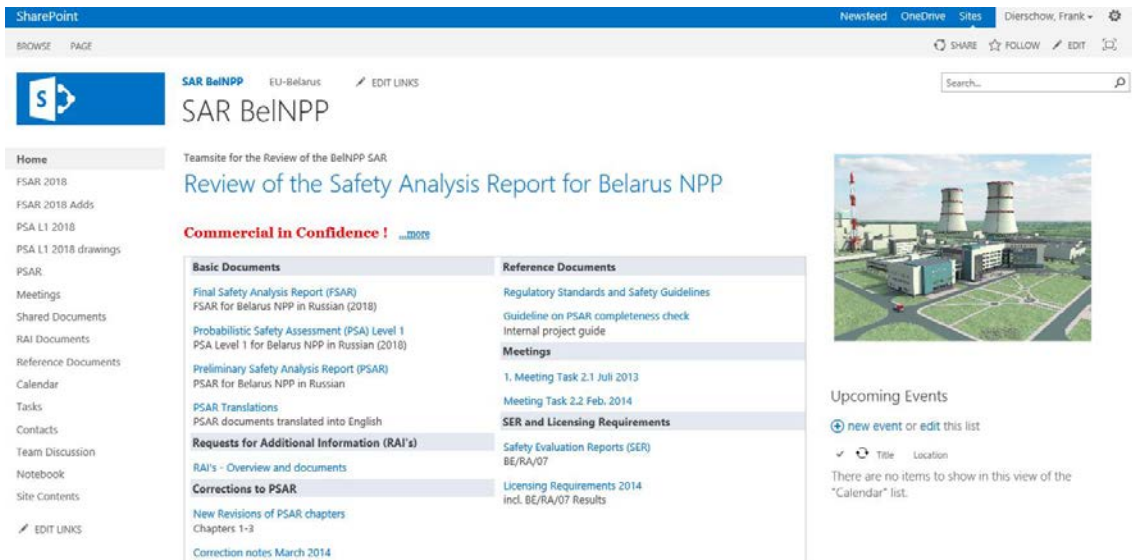 SharePoint
Newsfeed OneDrive Sites Dierschow, Frank
BROWSE PAGE
SHARE FOLLOW EDIT
S
SAR BelNPP EU-Belarus EDIT LINKS
SAR BelNPP
Search...
Home
FSAR 2018
FSAR 2018 Adds
PSA L1 2018
PSA L1 2018 drawings
PSAR
Meetings
Shared Documents
RAI Documents
Reference Documents
Calendar
Tasks
Contacts
Team Discussion
Notebook
Site Contents
EDIT LINKS
Teamsite for the Review of the BelNPP SAR
Review of the Safety Analysis Report for Belarus NPP
Commercial in Confidence ! ...more
Basic Documents
Final Safety Analysis Report (FSAR)
FSAR for Belarus NPP in Russian (2018)
Probabilistic Safety Assessment (PSA) Level 1
PSA Level 1 for Belarus NPP in Russian (2018)
Preliminary Safety Analysis Report (PSAR)
PSAR for Belarus NPP in Russian
PSAR Translations
PSAR documents translated into English
Requests for Additional Information (RAI's)
RAI's - Overview and documents
Corrections to PSAR
New Revisions of PSAR chapters
Chapters 1-3
Correction notes March 2014
Reference Documents
Regulatory Standards and Safety Guidelines
Guideline on PSAR completeness check
Internal project guide
Meetings
1. Meeting Task 2.1 Juli 2013
Meeting Task 2.2 Feb. 2014
SER and Licensing Requirements
Safety Evaluation Reports (SER)
BE/RA/07
Licensing Requirements 2014
incl. BE/RA/07 Results
Upcoming Events
new event or edit this list
Title Location
There are no items to show in this view of the
"Calendar" list.